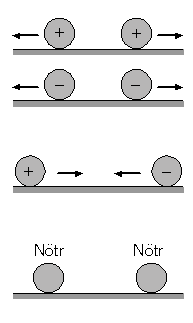 + +
– –
+ –
Nötr Nötr